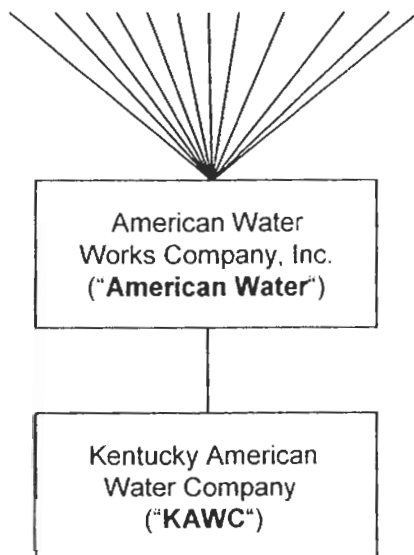 American Water
Works Company, Inc.
("American Water")
Kentucky American
Water Company
("KAWC")